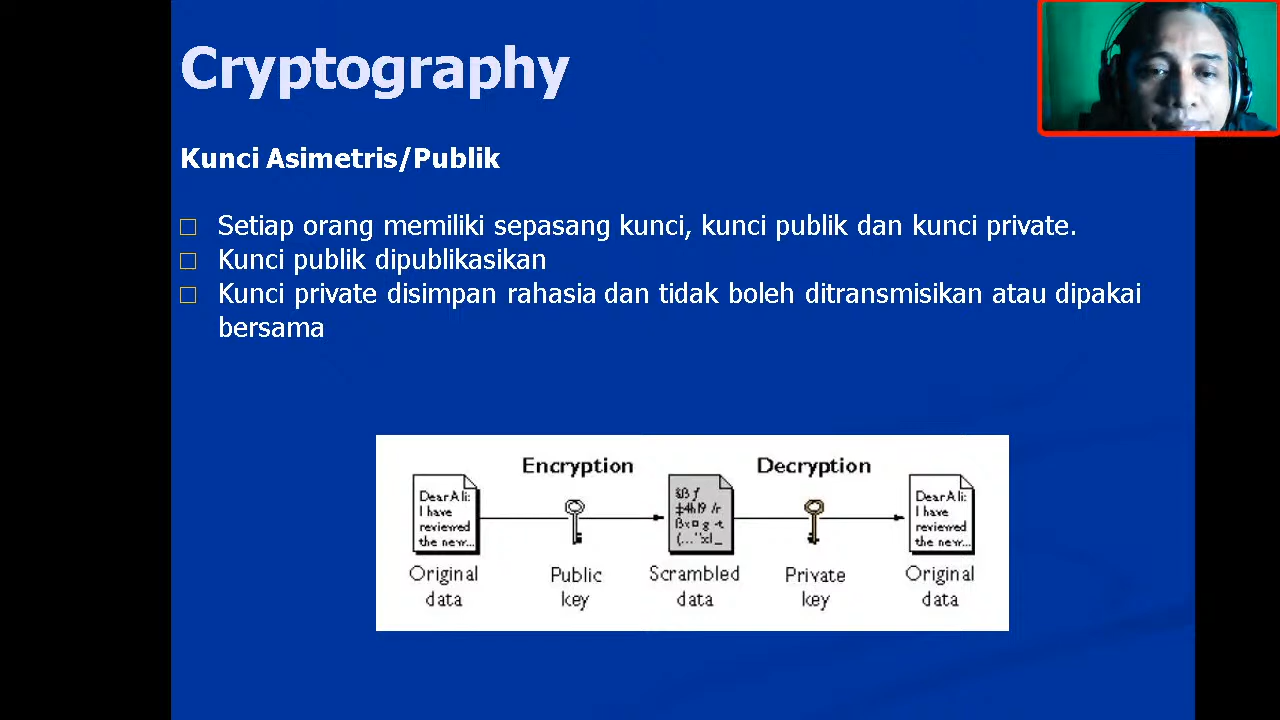 Cryptography
Kunci Asimetris/Publik
Setiap orang memiliki sepasang kunci, kunci publik dan kunci private.
Kunci publik dipublikasikan
Kunci private disimpan rahasia dan tidak boleh ditransmisikan atau dipakai
bersama
Encryption
Decryption
Dear Ali:
I have
reviewed
the new...
Dear Ali:
I have
reviewed
the new...
Original
data
Public
key
Scrambled
data
Private
key
Original
data